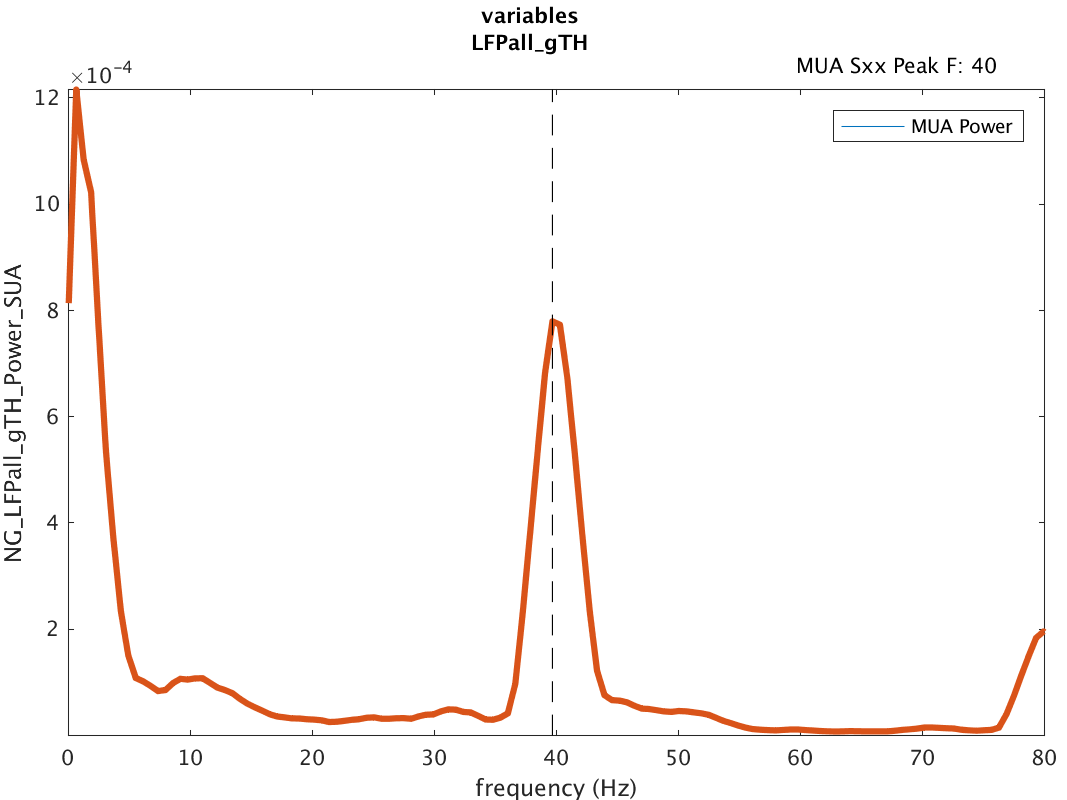 variables
LFPall_gTH
MUA Sxx Peak F: 40
×10⁻⁴
MUA Power
12
10
8
6
4
2
NG_LFPall_gTH_Power_SUA
0 10 20 30 40 50 60 70 80
frequency (Hz)